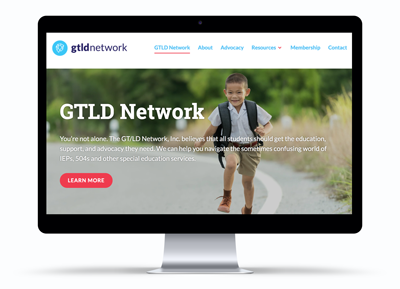 gtldnetwork
GTLD Network About Advocacy Resources Membership Contact
GTLD Network
You're not alone. The GT/LD Network, Inc. believes that all students should get the education,
support, and advocacy they need. We can help you navigate the sometimes confusing world of
IEPs, 504s and other special education services.
LEARN MORE